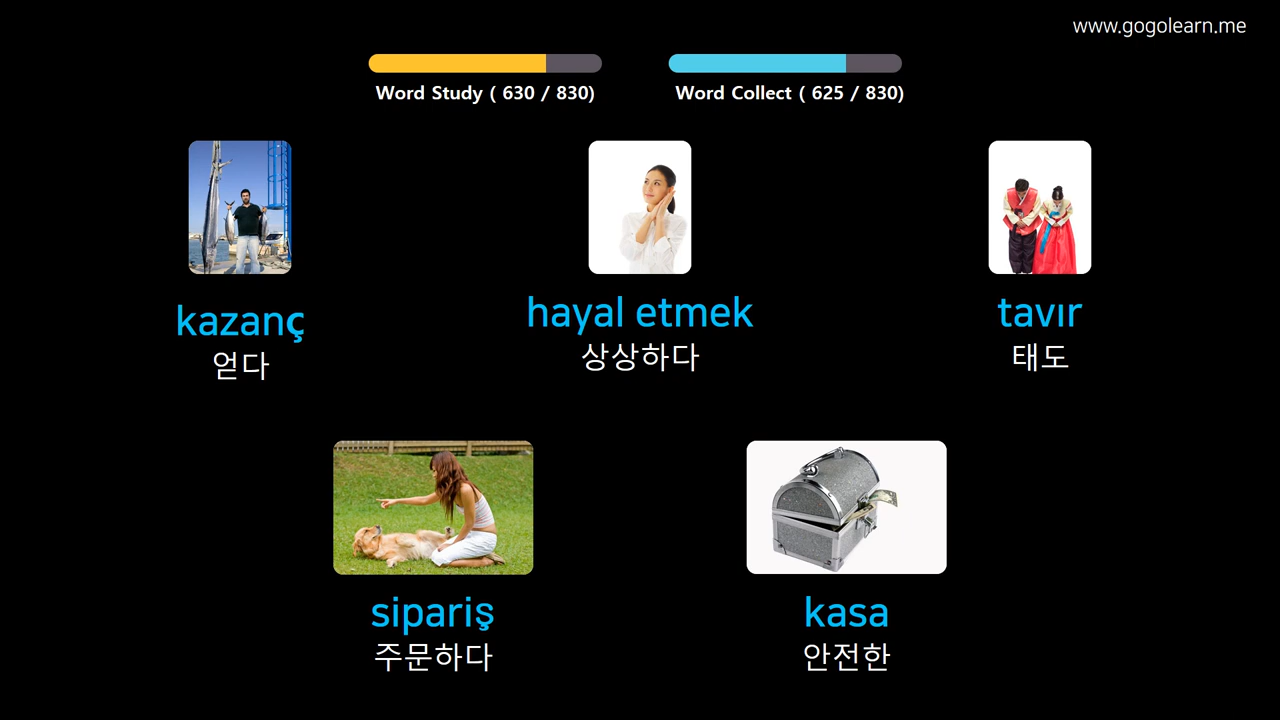 www.gogolearn.me
Word Study ( 630 / 830)
Word Collect ( 625 / 830)
kazanç
얻다
hayal etmek
상상하다
tavır
태도
sipariş
주문하다
kasa
안전한